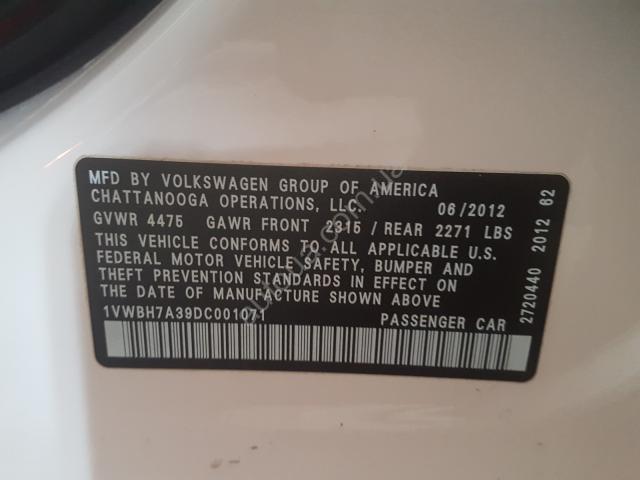 MFD BY VOLKSWAGEN GROUP OF AMERICA
CHATTANOOGA OPERATIONS, LLC. 06/2012
GVWR 4475 GAWR FRONT 2315 / REAR 2271 LBS
THIS VEHICLE CONFORMS TO ALL APPLICABLE U.S.
FEDERAL MOTOR VEHICLE SAFETY, BUMPER AND
THEFT PREVENTION STANDARDS IN EFFECT ON
THE DATE OF MANUFACTURE SHOWN ABOVE.
PASSENGER CAR
2720440 2012 62